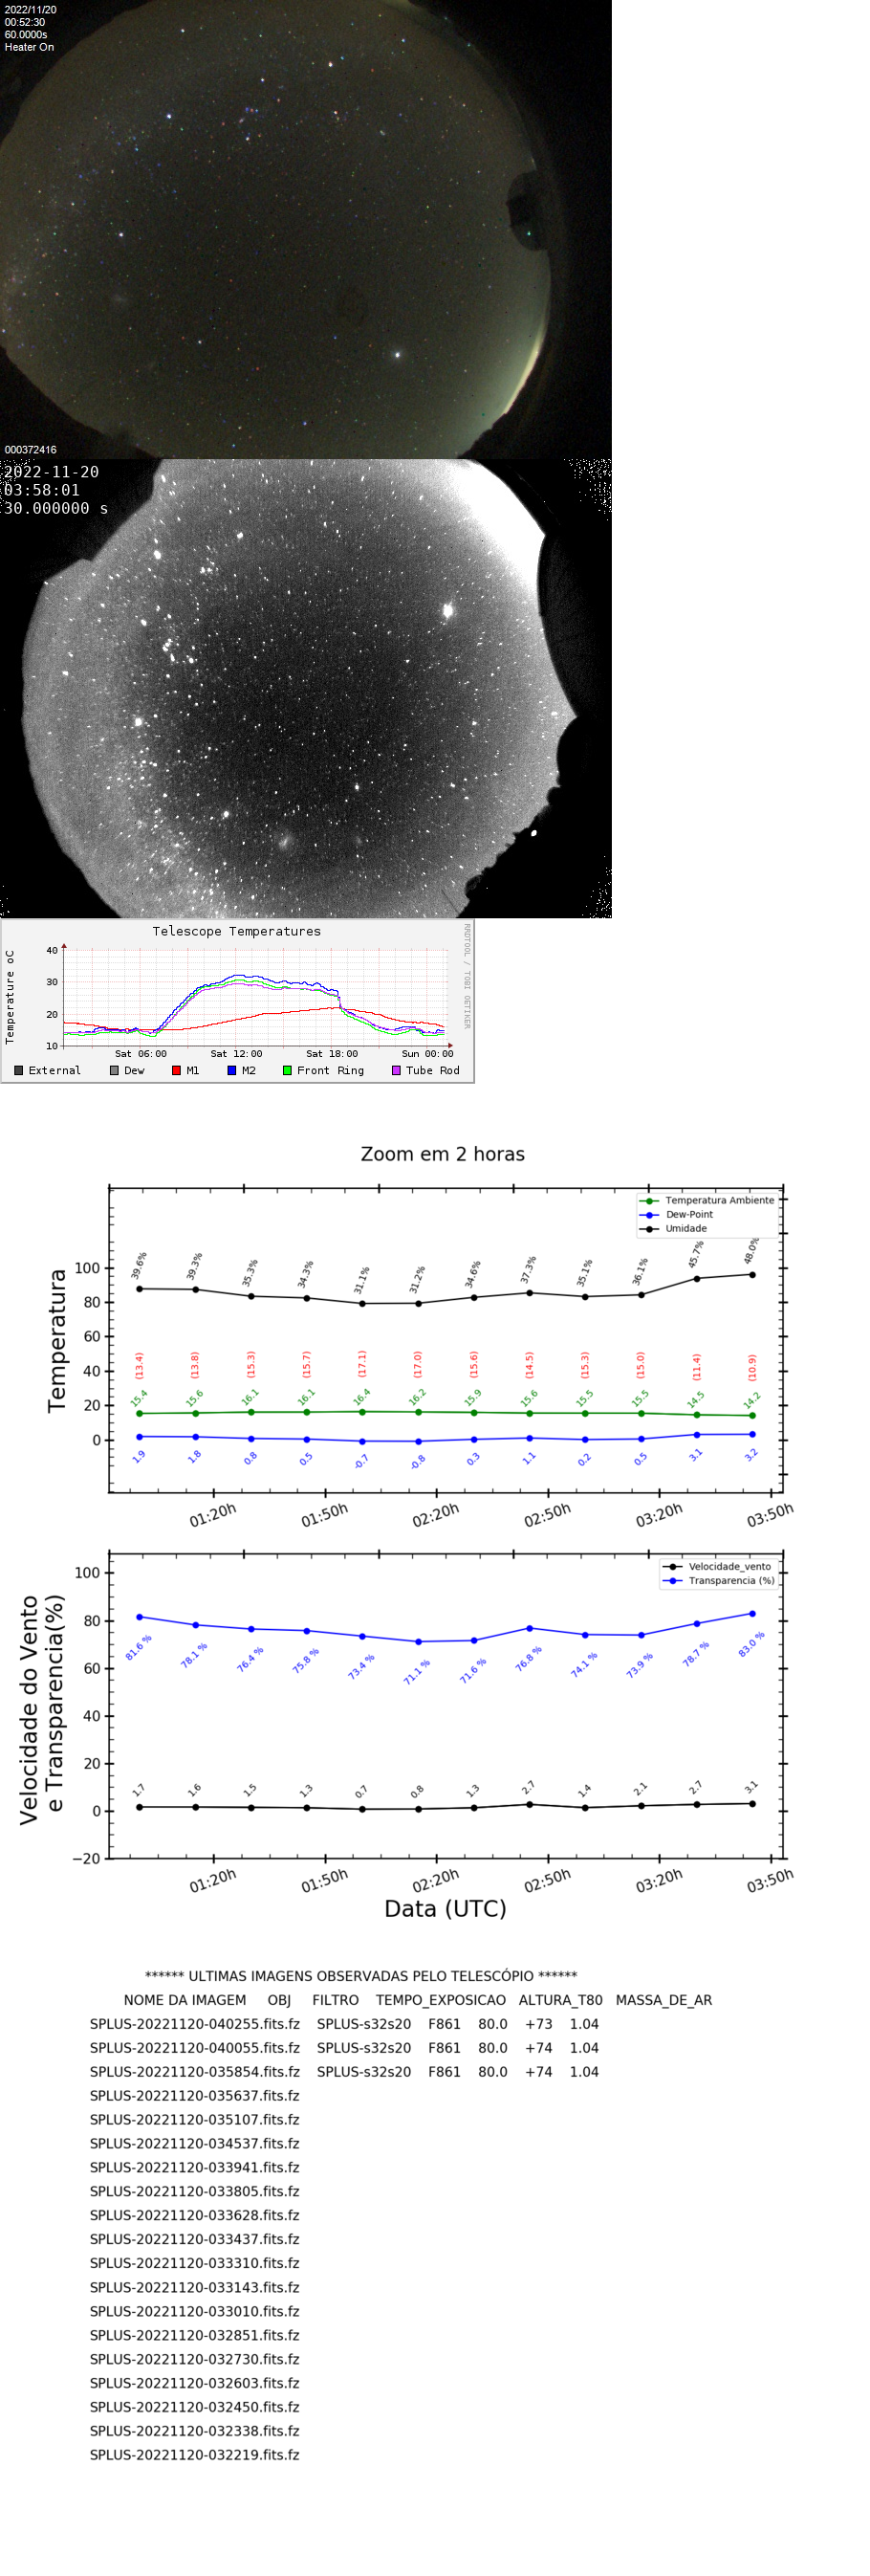 2022/11/20
00:52:30
60.0000s
Heater On
000372416
2022-11-20
03:58:01
30.000000 s
Telescope Temperatures
RRDTOOL / TOBI OETIKER
Temperature oC
40
30
20
10
Sat 06:00 Sat 12:00 Sat 18:00 Sun 00:00
External Dew M1 M2 Front Ring Tube Rod
Zoom em 2 horas
Temperatura Ambiente
Dew-Point
Umidade
Temperatura
100
80
60
40
20
0
39.6% 39.3% 35.3% 34.3% 31.1% 31.2% 34.6% 37.3% 35.1% 36.1% 45.7% 48.0%
(13.4) (13.8) (15.3) (15.7) (17.1) (17.0) (15.6) (14.5) (15.3) (15.0) (11.4) (10.9)
15.4 15.6 16.1 16.1 16.4 16.2 15.9 15.6 15.5 15.5 14.5 14.2
1.9 1.8 0.8 0.5 -0.7 -0.8 0.3 1.1 0.2 0.5 3.1 3.2
01:20h 01:50h 02:20h 02:50h 03:20h 03:50h
Velocidade_vento
Transparencia (%)
Velocidade do Vento
e Transparencia(%)
100
80
60
40
20
0
−20
81.6 % 78.1 % 76.4 % 75.8 % 73.4 % 71.1 % 71.6 % 76.8 % 74.1 % 73.9 % 78.7 % 83.0 %
1.7 1.6 1.5 1.3 0.7 0.8 1.3 2.7 1.4 2.1 2.7 3.1
01:20h 01:50h 02:20h 02:50h 03:20h 03:50h
Data (UTC)
****** ULTIMAS IMAGENS OBSERVADAS PELO TELESCÓPIO ******
NOME DA IMAGEM OBJ FILTRO TEMPO_EXPOSICAO ALTURA_T80 MASSA_DE_AR
SPLUS-20221120-040255.fits.fz SPLUS-s32s20 F861 80.0 +73 1.04
SPLUS-20221120-040055.fits.fz SPLUS-s32s20 F861 80.0 +74 1.04
SPLUS-20221120-035854.fits.fz SPLUS-s32s20 F861 80.0 +74 1.04
SPLUS-20221120-035637.fits.fz
SPLUS-20221120-035107.fits.fz
SPLUS-20221120-034537.fits.fz
SPLUS-20221120-033941.fits.fz
SPLUS-20221120-033805.fits.fz
SPLUS-20221120-033628.fits.fz
SPLUS-20221120-033437.fits.fz
SPLUS-20221120-033310.fits.fz
SPLUS-20221120-033143.fits.fz
SPLUS-20221120-033010.fits.fz
SPLUS-20221120-032851.fits.fz
SPLUS-20221120-032730.fits.fz
SPLUS-20221120-032603.fits.fz
SPLUS-20221120-032450.fits.fz
SPLUS-20221120-032338.fits.fz
SPLUS-20221120-032219.fits.fz